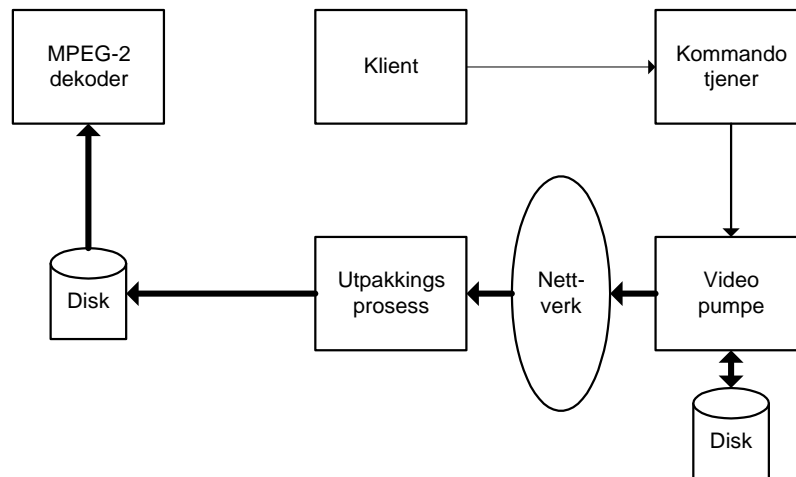 MPEG-2
dekoder
Klient
Kommando
tjener
Disk
Utpakkings
prosess
Nett-
verk
Video
pumpe
Disk